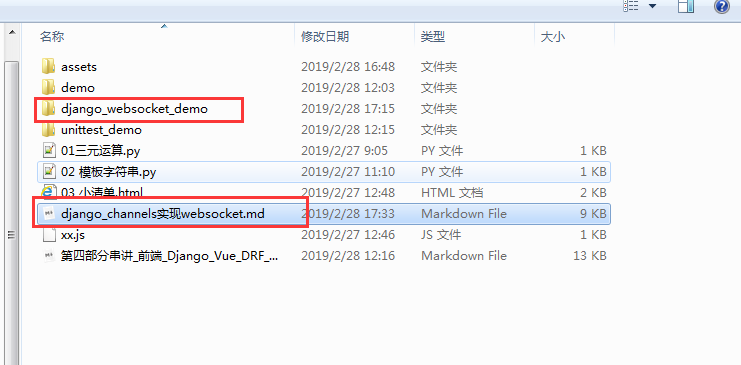 名称 修改日期 类型 大小
assets 2019/2/28 16:48 文件夹
demo 2019/2/28 12:03 文件夹
django_websocket_demo 2019/2/28 17:15 文件夹
unittest_demo 2019/2/28 12:15 文件夹
01三元运算.py 2019/2/27 9:05 PY 文件 1 KB
02 模板字符串.py 2019/2/27 11:10 PY 文件 1 KB
03 小清单.html 2019/2/27 12:48 HTML 文档 2 KB
django_channels实现websocket.md 2019/2/28 17:33 Markdown File 9 KB
xx.js 2019/2/27 12:46 JS 文件 1 KB
第四部分串讲_前端_Django_Vue_DRF_... 2019/2/28 12:16 Markdown File 13 KB